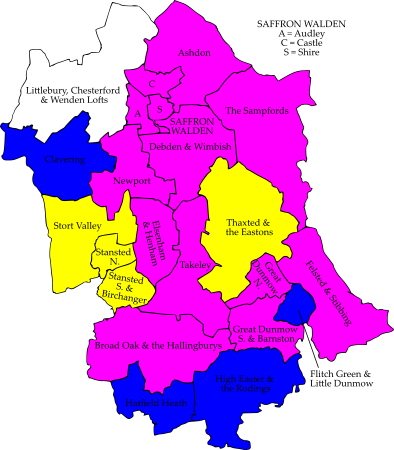 SAFFRON WALDEN
A = Audley
C = Castle
S = Shire
Ashdon
Littlebury, Chesterford
& Wenden Lofts
C
A
S
The Sampfords
SAFFRON
WALDEN
Debden & Wimbish
Clavering
Newport
Stort Valley
Elsenham
& Henham
Takeley
Thaxted &
the Eastons
Stansted
N.
Stansted
S. &
Birchanger
Great
Dunmow
N.
Felsted & Stebbing
Broad Oak & the Hallingburys
Great Dunmow
S. & Barnston
Flitch Green &
Little Dunmow
High Easter &
the Rodings
Hatfield Heath